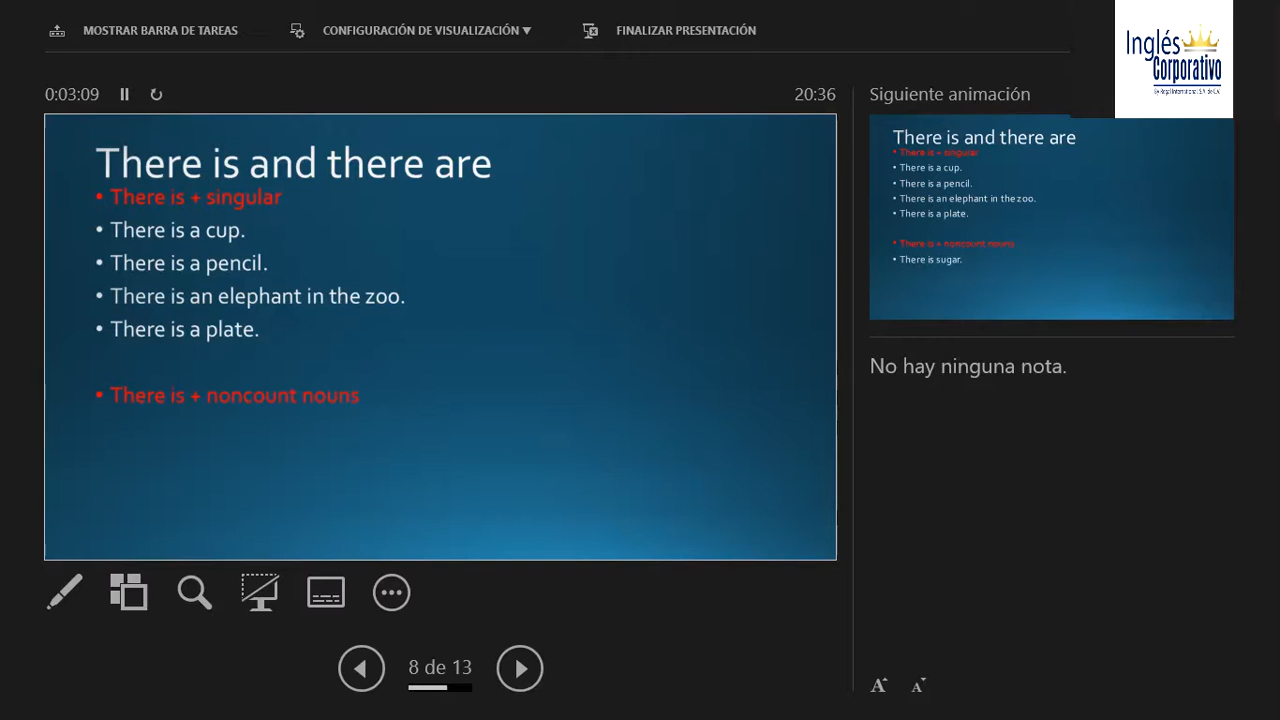 MOSTRAR BARRA DE TAREAS
CONFIGURACIÓN DE VISUALIZACIÓN ▼
FINALIZAR PRESENTACIÓN
Inglés
Corporativo
By Regal International S.A. de C.V.
0:03:09
20:36
Siguiente animación
There is and there are
• There is + singular
• There is a cup.
• There is a pencil.
• There is an elephant in the zoo.
• There is a plate.
• There is + noncount nouns
There is and there are
• There is + singular
• There is a cup.
• There is a pencil.
• There is an elephant in the zoo.
• There is a plate.
• There is + noncount nouns
• There is sugar.
No hay ninguna nota.
8 de 13
A A